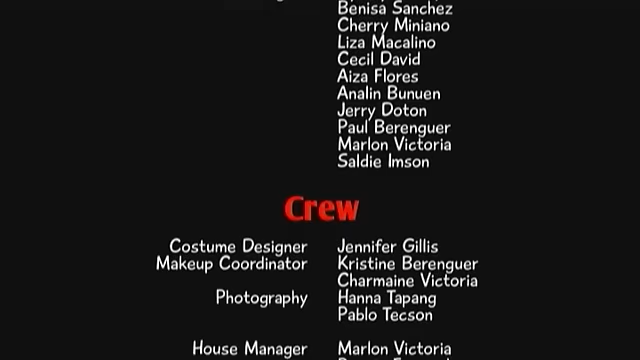 Benisa Sanchez
Cherry Miniano
Liza Macalino
Cecil David
Aiza Flores
Analin Bunuen
Jerry Doton
Paul Berenguer
Marlon Victoria
Saldie Imson
Crew
Costume Designer Jennifer Gillis
Makeup Coordinator Kristine Berenguer
Charmaine Victoria
Photography Hanna Tapang
Pablo Tecson
House Manager Marlon Victoria